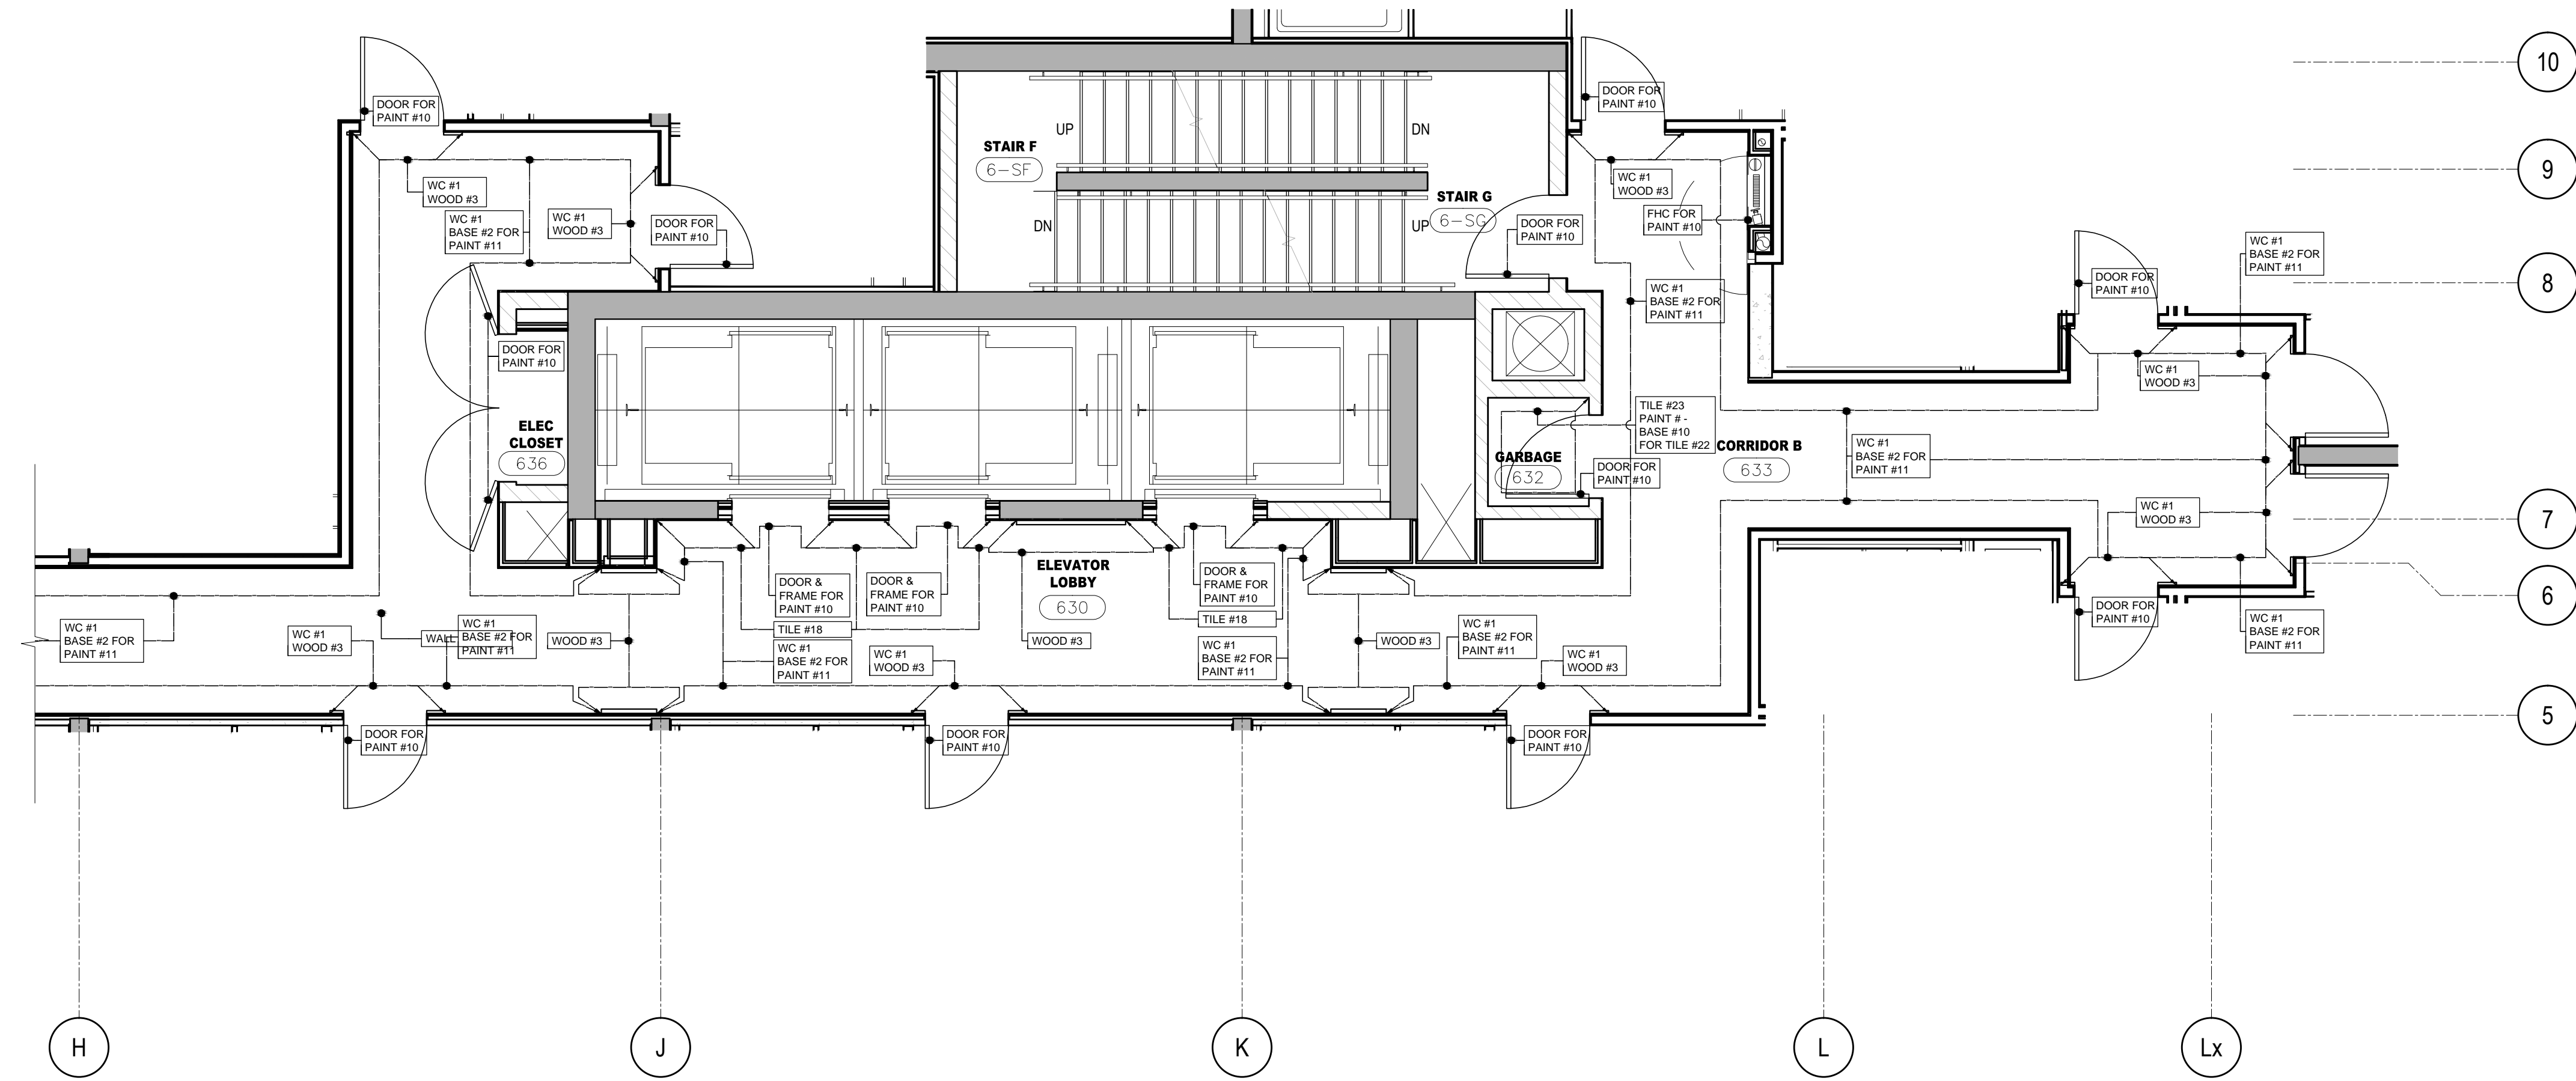 10
DOOR FOR
PAINT #10
DOOR FOR
PAINT #10
UP
DN
STAIR F
6-SF
9
WC #1
WOOD #3
WC #1
BASE #2 FOR
PAINT #11
WC #1
WOOD #3
DOOR FOR
PAINT #10
DN
UP
STAIR G
6-SG
DOOR FOR
PAINT #10
WC #1
WOOD #3
FHC FOR
PAINT #10
WC #1
BASE #2 FOR
PAINT #11
DOOR FOR
PAINT #10
WC #1
BASE #2 FOR
PAINT #11
8
DOOR FOR
PAINT #10
ELEC
CLOSET
636
WC #1
WOOD #3
TILE #23
PAINT # -
BASE #10
FOR TILE #22
GARBAGE
632
DOOR FOR
PAINT #10
CORRIDOR B
633
WC #1
BASE #2 FOR
PAINT #11
WC #1
WOOD #3
7
ELEVATOR
LOBBY
630
DOOR &
FRAME FOR
PAINT #10
DOOR &
FRAME FOR
PAINT #10
DOOR &
FRAME FOR
PAINT #10
6
WC #1
BASE #2 FOR
PAINT #11
WC #1
WOOD #3
WALL
WC #1
BASE #2 FOR
PAINT #11
WOOD #3
TILE #18
WC #1
BASE #2 FOR
PAINT #11
WC #1
WOOD #3
WOOD #3
TILE #18
WC #1
BASE #2 FOR
PAINT #11
WOOD #3
WC #1
BASE #2 FOR
PAINT #11
WC #1
WOOD #3
DOOR FOR
PAINT #10
WC #1
BASE #2 FOR
PAINT #11
5
DOOR FOR
PAINT #10
DOOR FOR
PAINT #10
DOOR FOR
PAINT #10
H
J
K
L
Lx